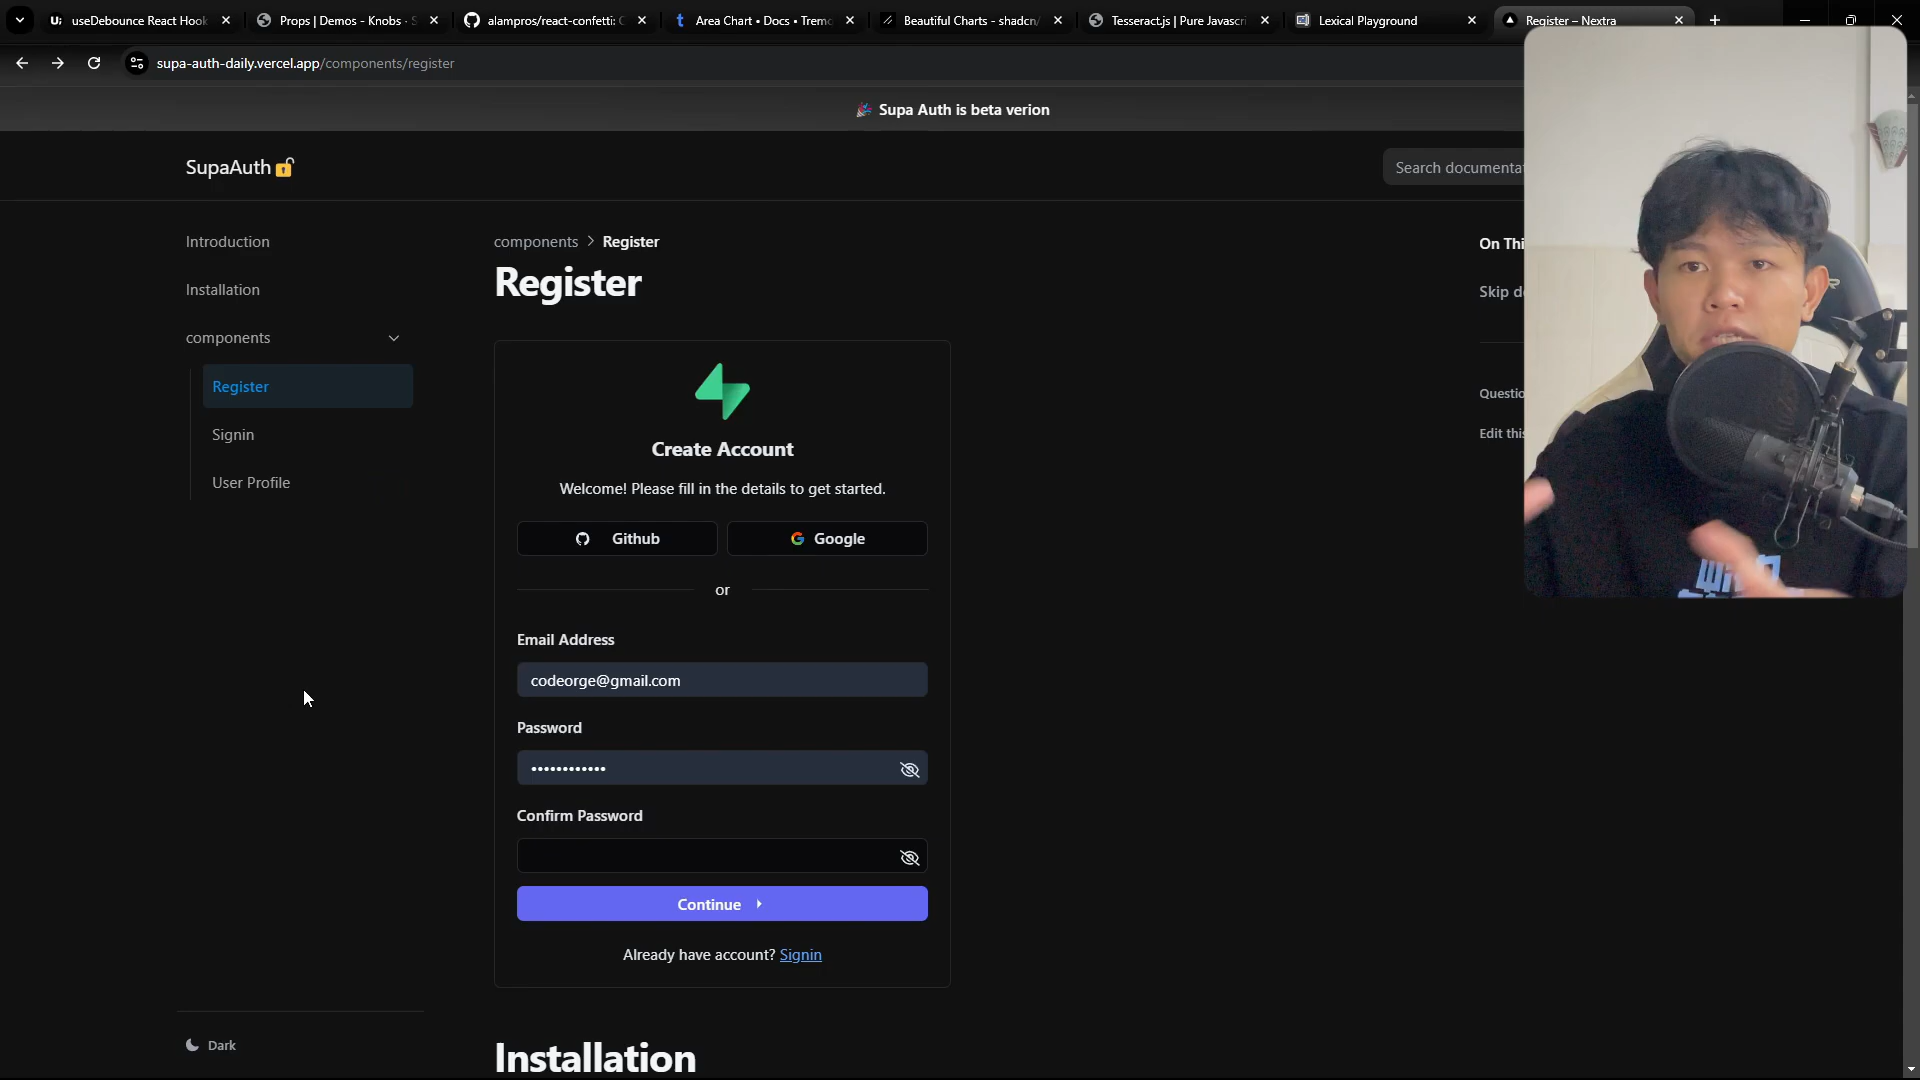 useDebounce React Hook
Props | Demos - Knobs - S
alampros/react-confetti: C
Area Chart • Docs • Tremo
Beautiful Charts - shadcn/
Tesseract.js | Pure Javascri
Lexical Playground
Register – Nextra
supa-auth-daily.vercel.app/components/register
🎉 Supa Auth is beta verion
SupaAuth🔓
Search documentat
Introduction
Installation
components
Register
Signin
User Profile
Dark
components > Register
Register
Create Account
Welcome! Please fill in the details to get started.
Github
Google
or
Email Address
codeorge@gmail.com
Password
••••••••••••
Confirm Password
Continue
Already have account? Signin
Installation
On Thi
Skip d
Questio
Edit this